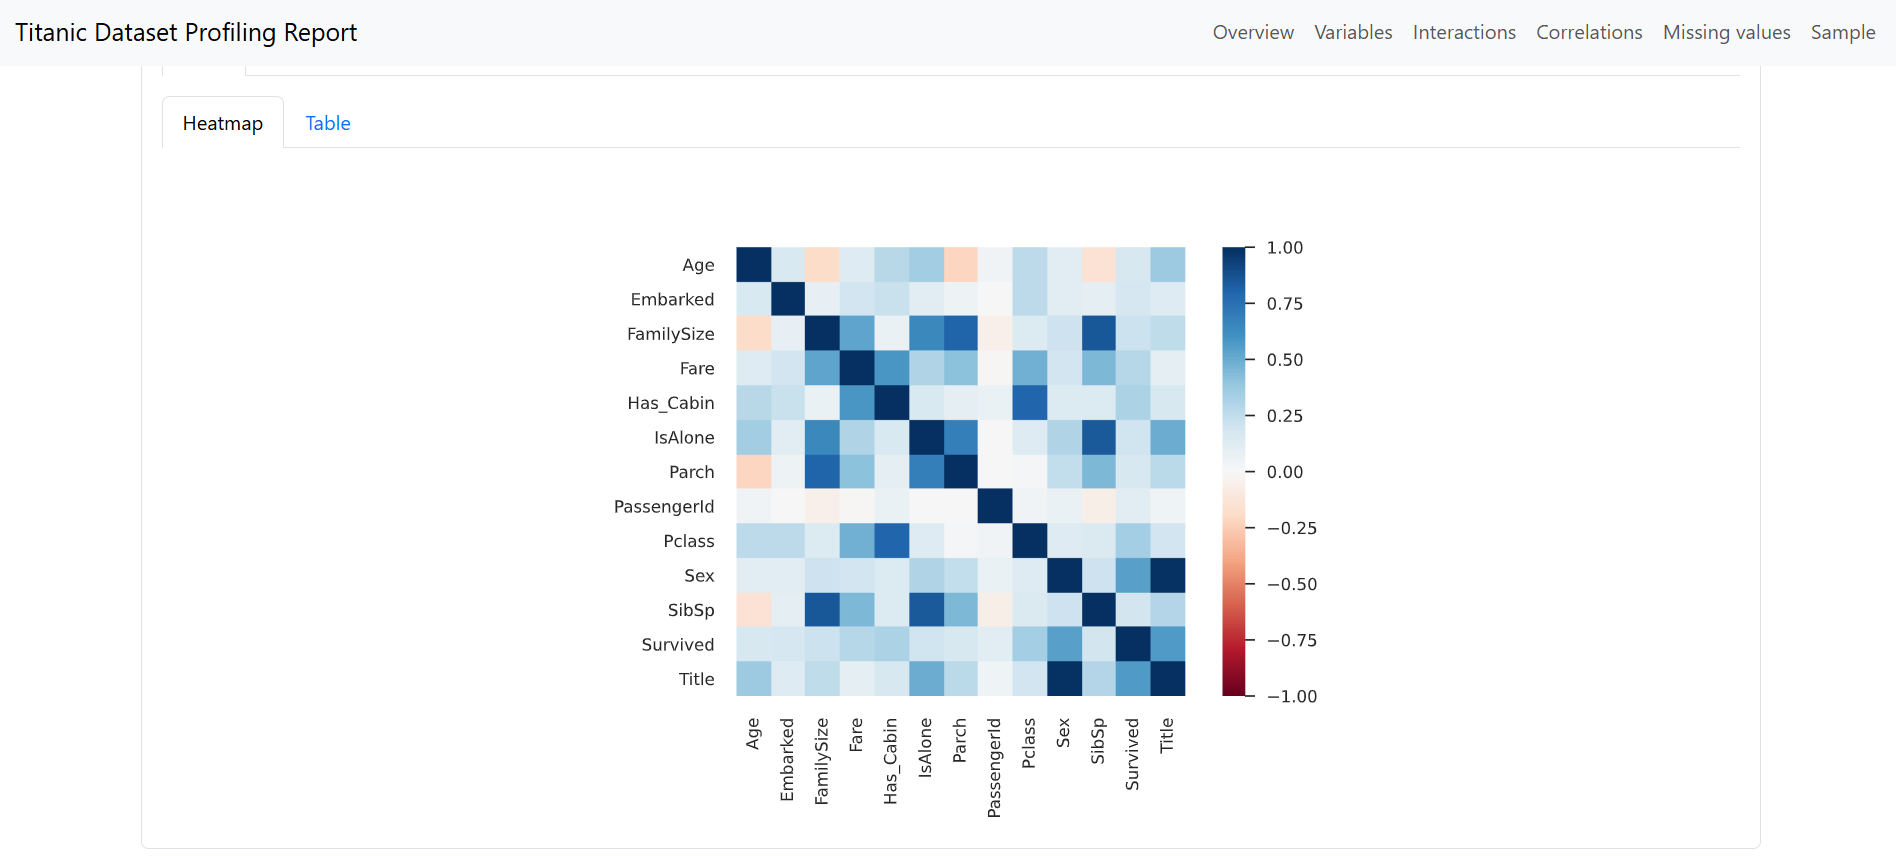 Titanic Dataset Profiling Report
Overview Variables Interactions Correlations Missing values Sample
Heatmap Table
Age
Embarked
FamilySize
Fare
Has_Cabin
IsAlone
Parch
PassengerId
Pclass
Sex
SibSp
Survived
Title
Age Embarked FamilySize Fare Has_Cabin IsAlone Parch PassengerId Pclass Sex SibSp Survived Title
1.00
0.75
0.50
0.25
0.00
−0.25
−0.50
−0.75
−1.00